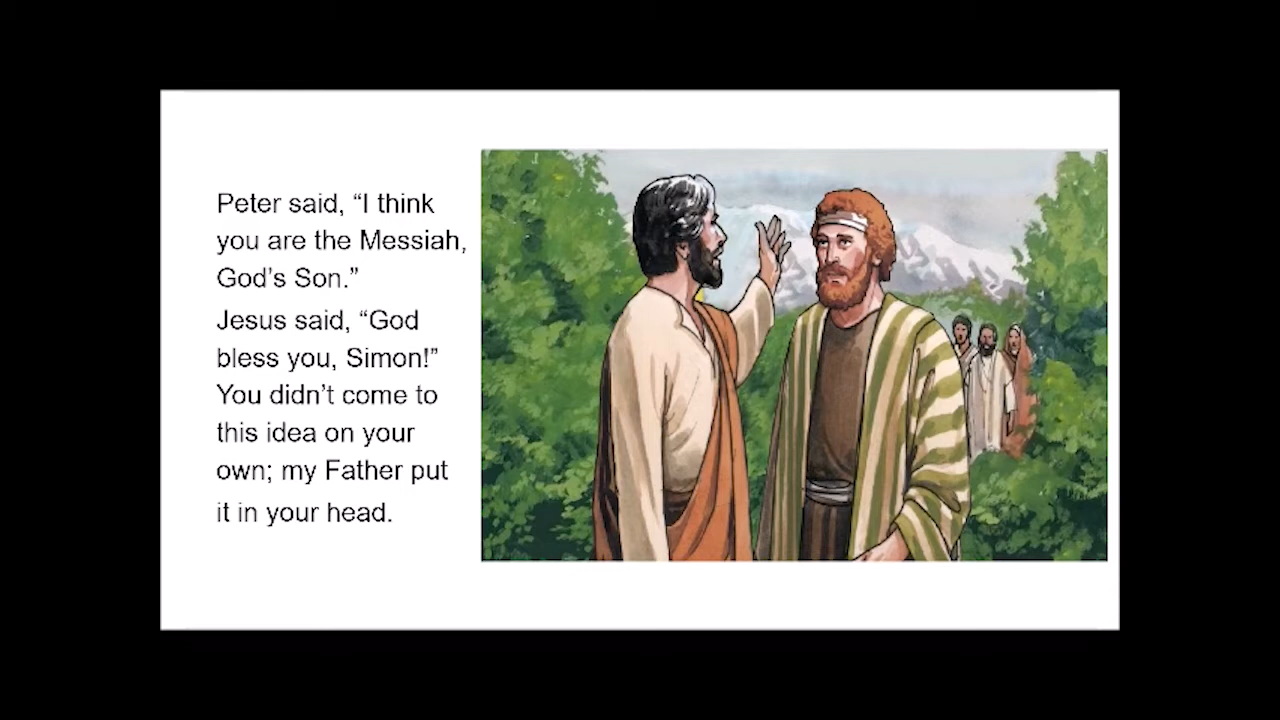 Peter said, “I think
you are the Messiah,
God’s Son.”
Jesus said, “God
bless you, Simon!”
You didn’t come to
this idea on your
own; my Father put
it in your head.